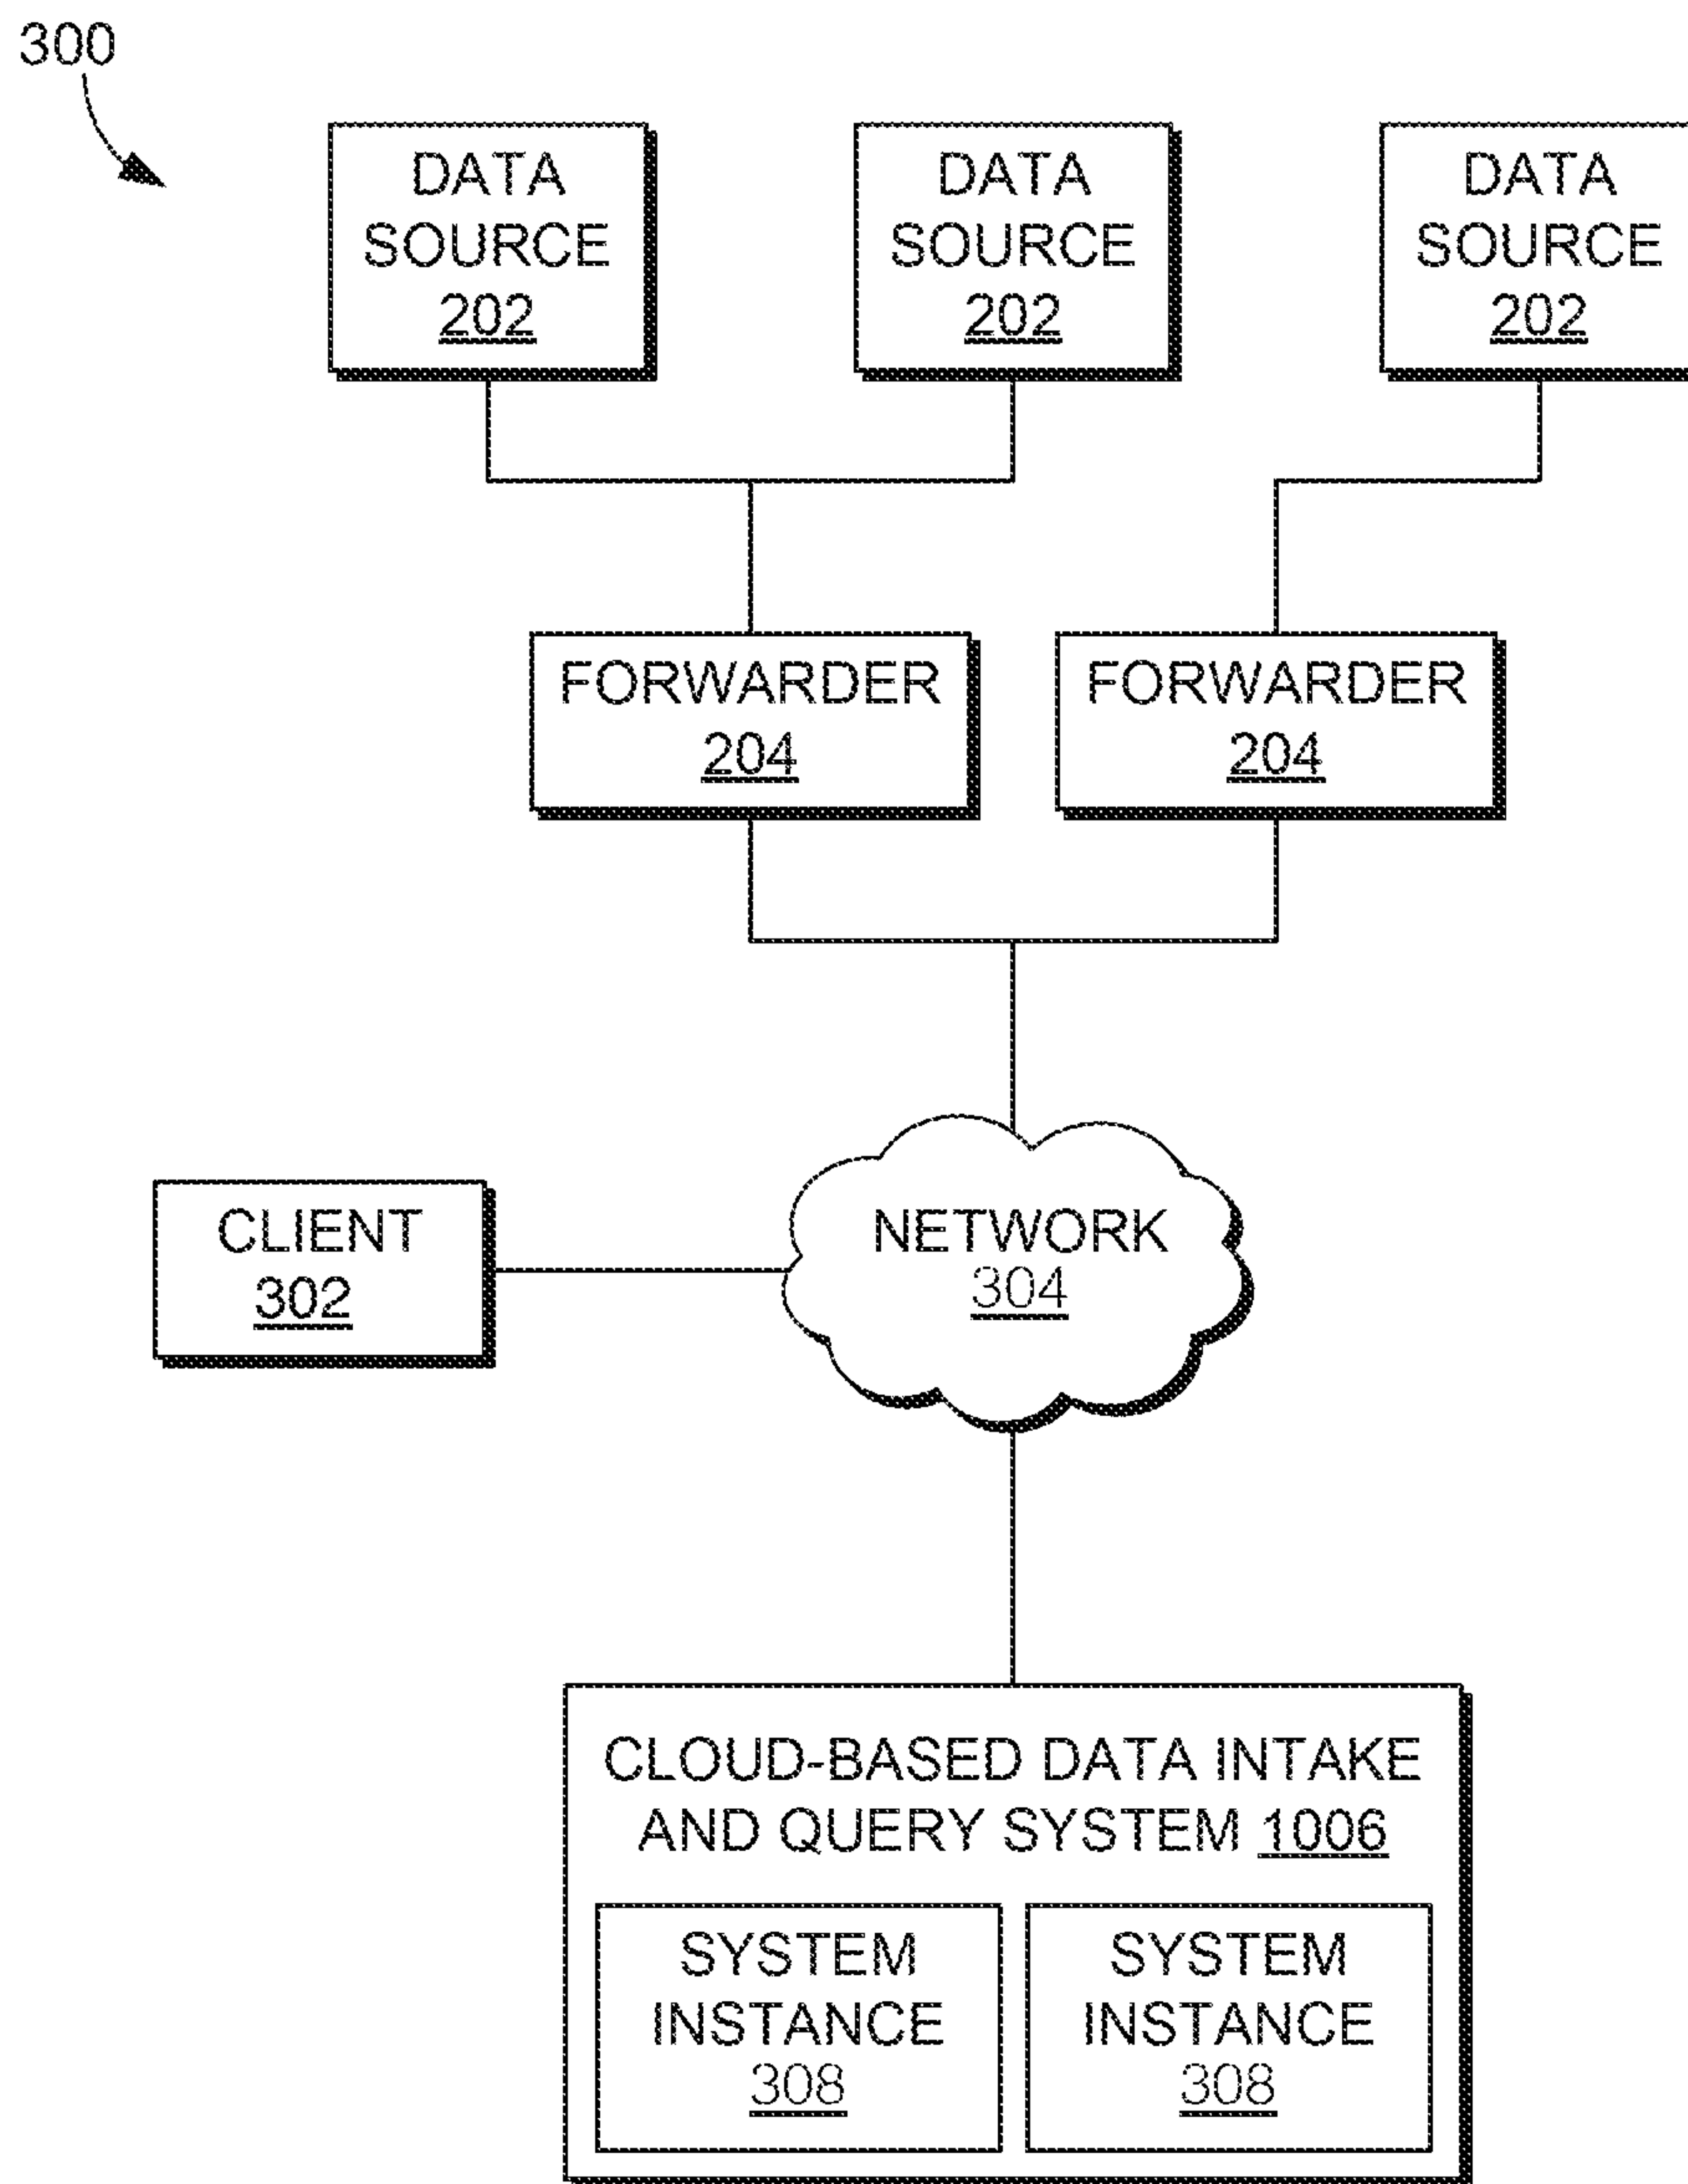 300
DATA
SOURCE
202
DATA
SOURCE
202
DATA
SOURCE
202
FORWARDER
204
FORWARDER
204
CLIENT
302
NETWORK
304
CLOUD-BASED DATA INTAKE
AND QUERY SYSTEM 1006
SYSTEM
INSTANCE
308
SYSTEM
INSTANCE
308